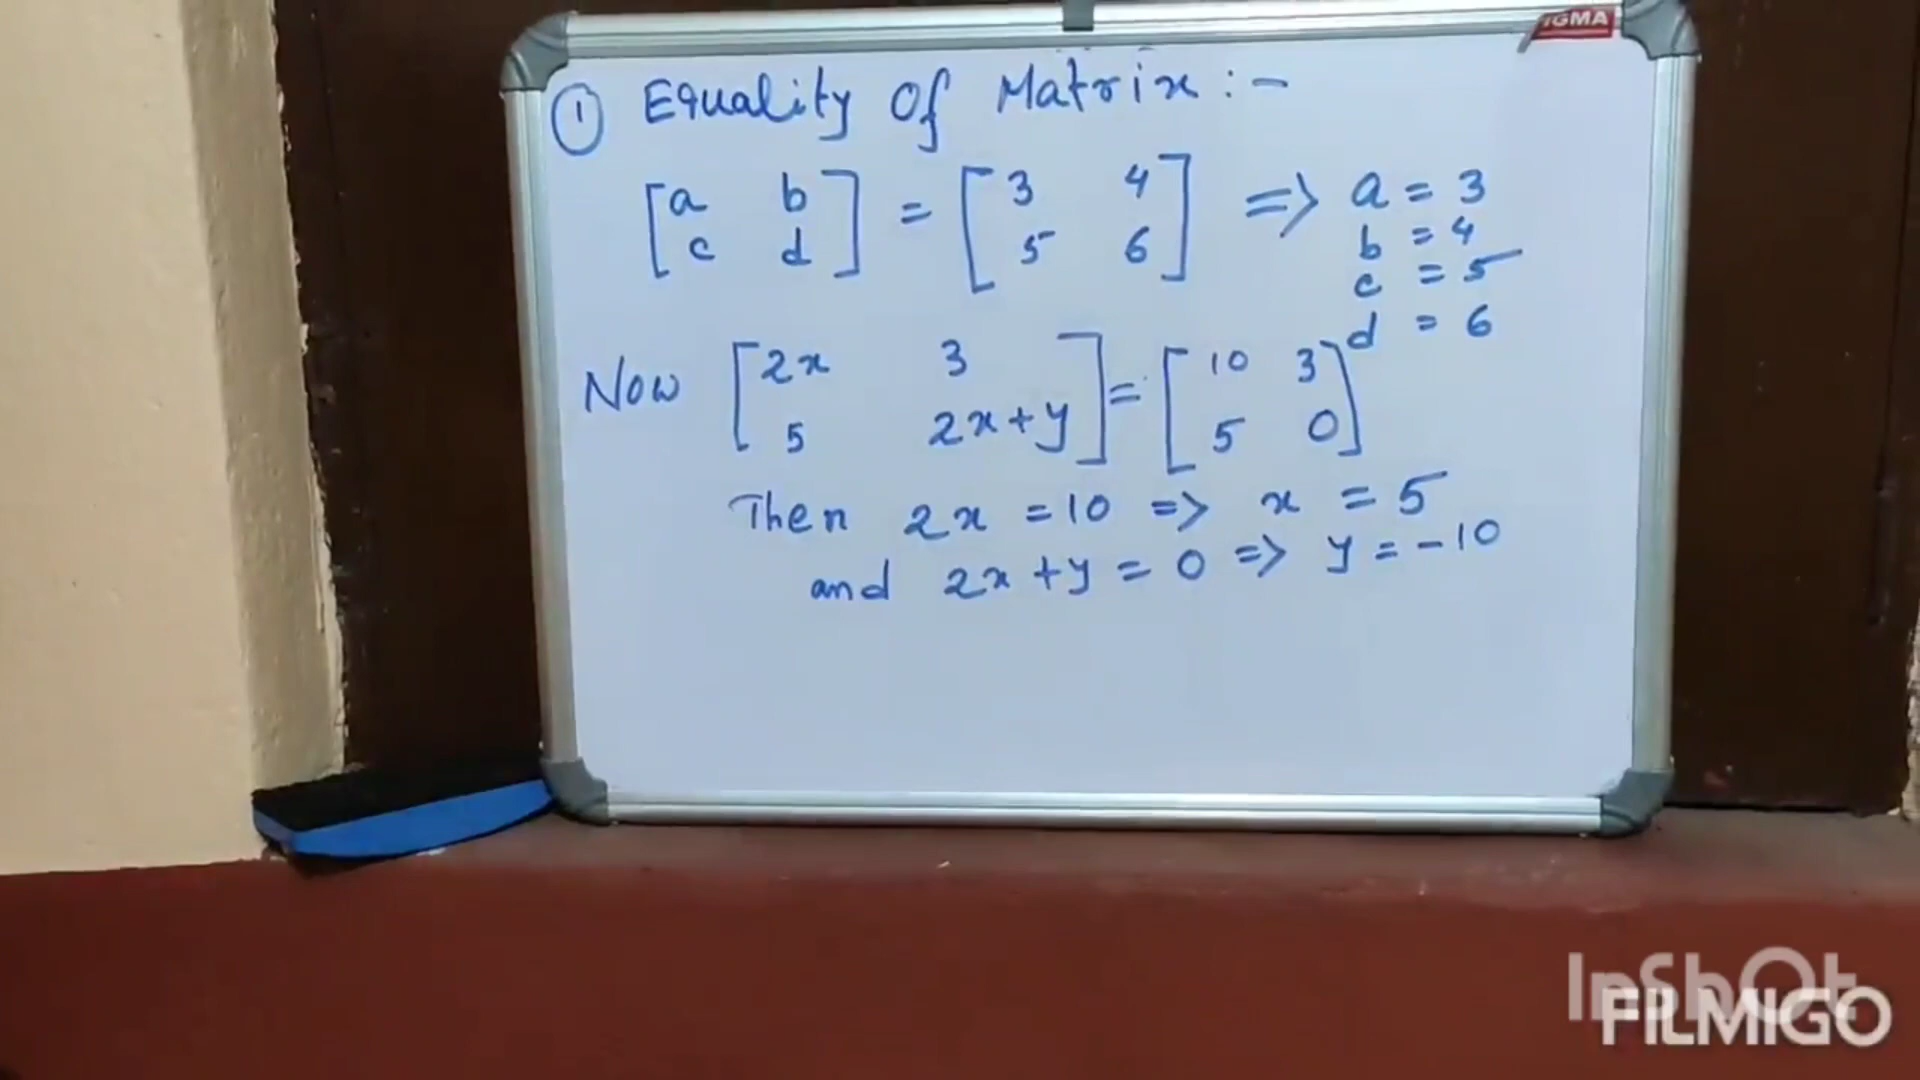 ① Equality Of Matrix :-
[a b] = [3 4] => a = 3
[c d] [5 6] b = 4
c = 5
d = 6
Now [2x 3] = [10 3]
[5 2x+y] [5 0]
Then 2x = 10 => x = 5
and 2x + y = 0 => y = -10
InShOt
FILMIGO